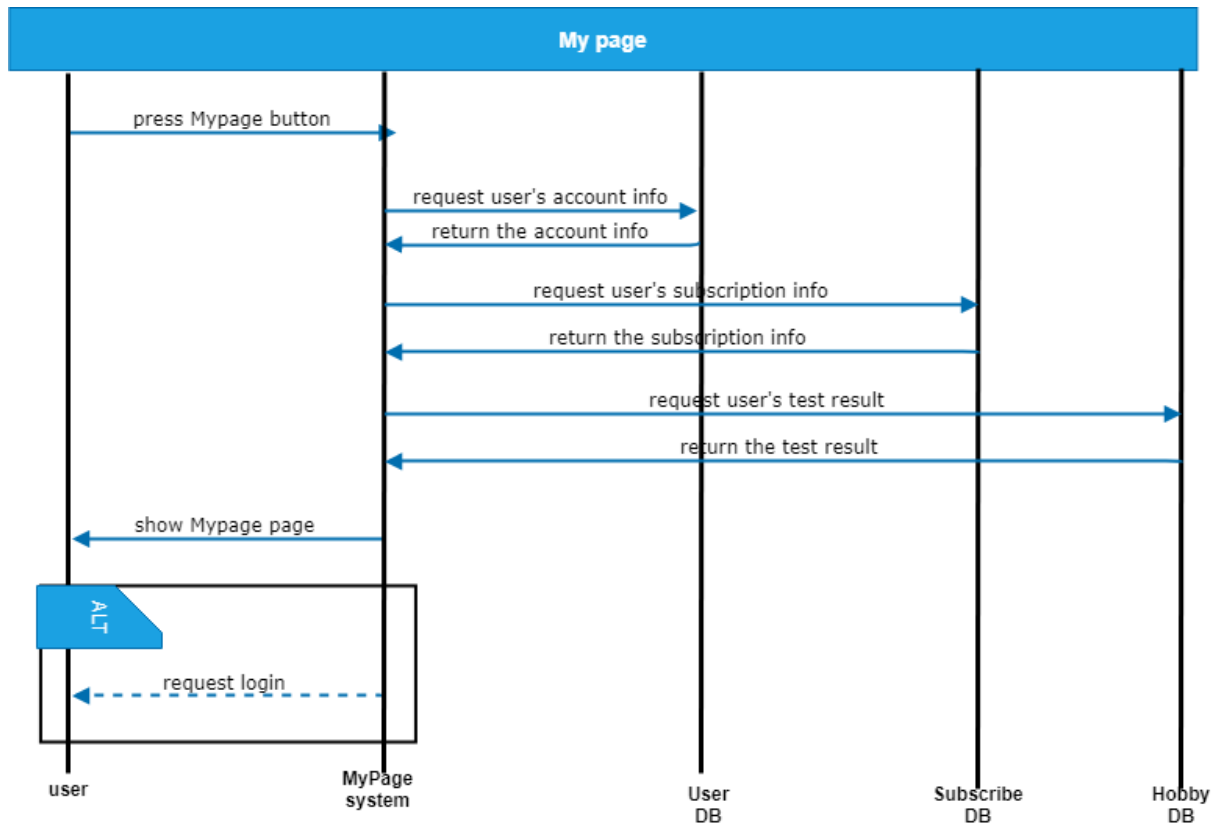 My page
press Mypage button
request user's account info
return the account info
request user's subscription info
return the subscription info
request user's test result
return the test result
show Mypage page
ALT
request login
user
MyPage
system
User
DB
Subscribe
DB
Hobby
DB